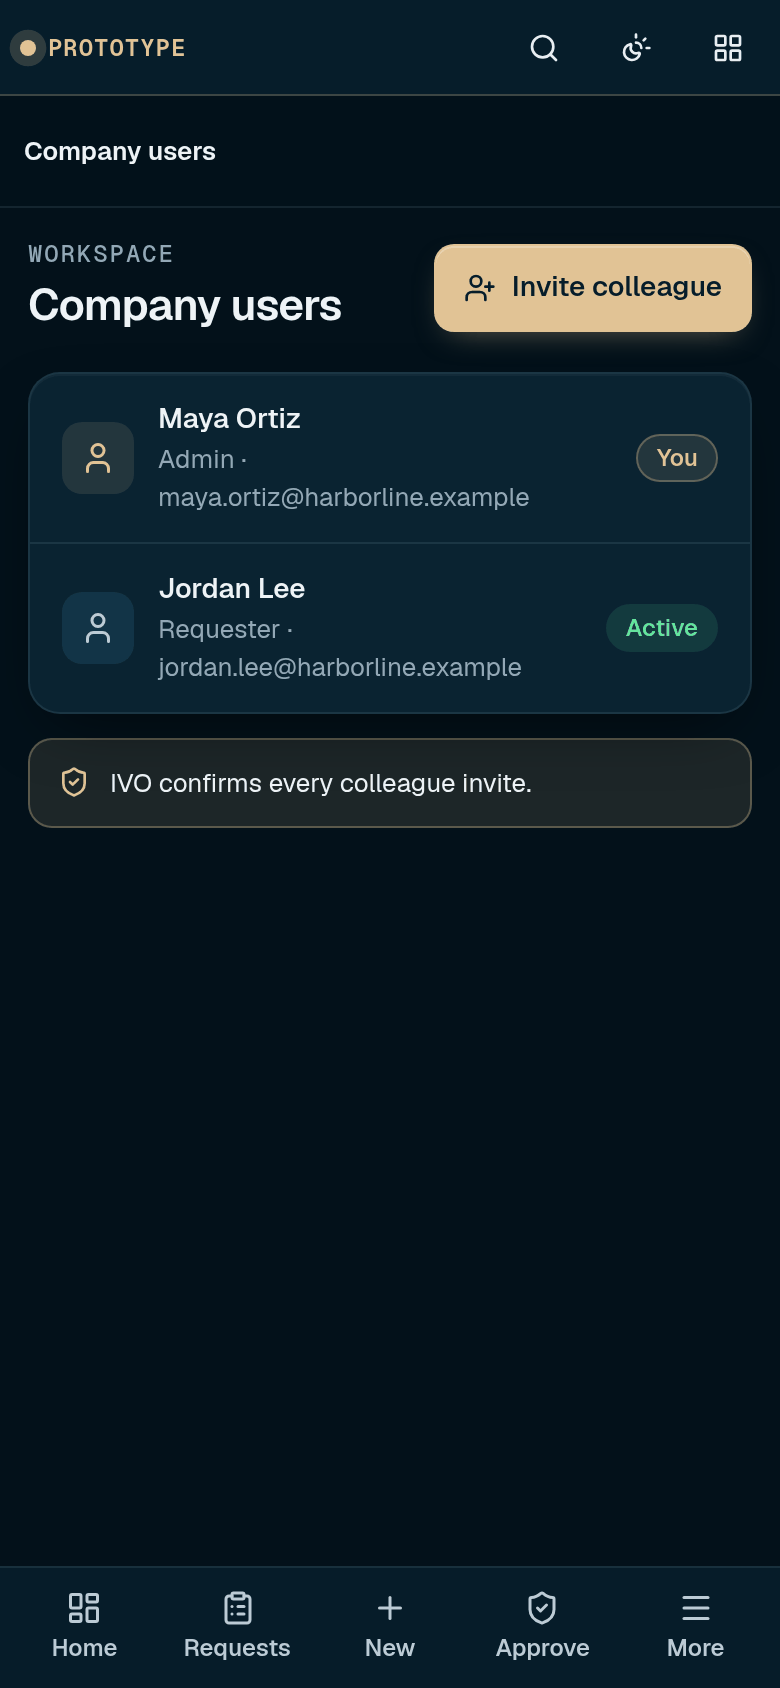 PROTOTYPE
Company users
WORKSPACE
Company users
Invite colleague
Maya Ortiz
Admin ·
maya.ortiz@harborline.example
You
Jordan Lee
Requester ·
jordan.lee@harborline.example
Active
IVO confirms every colleague invite.
Home
Requests
New
Approve
More